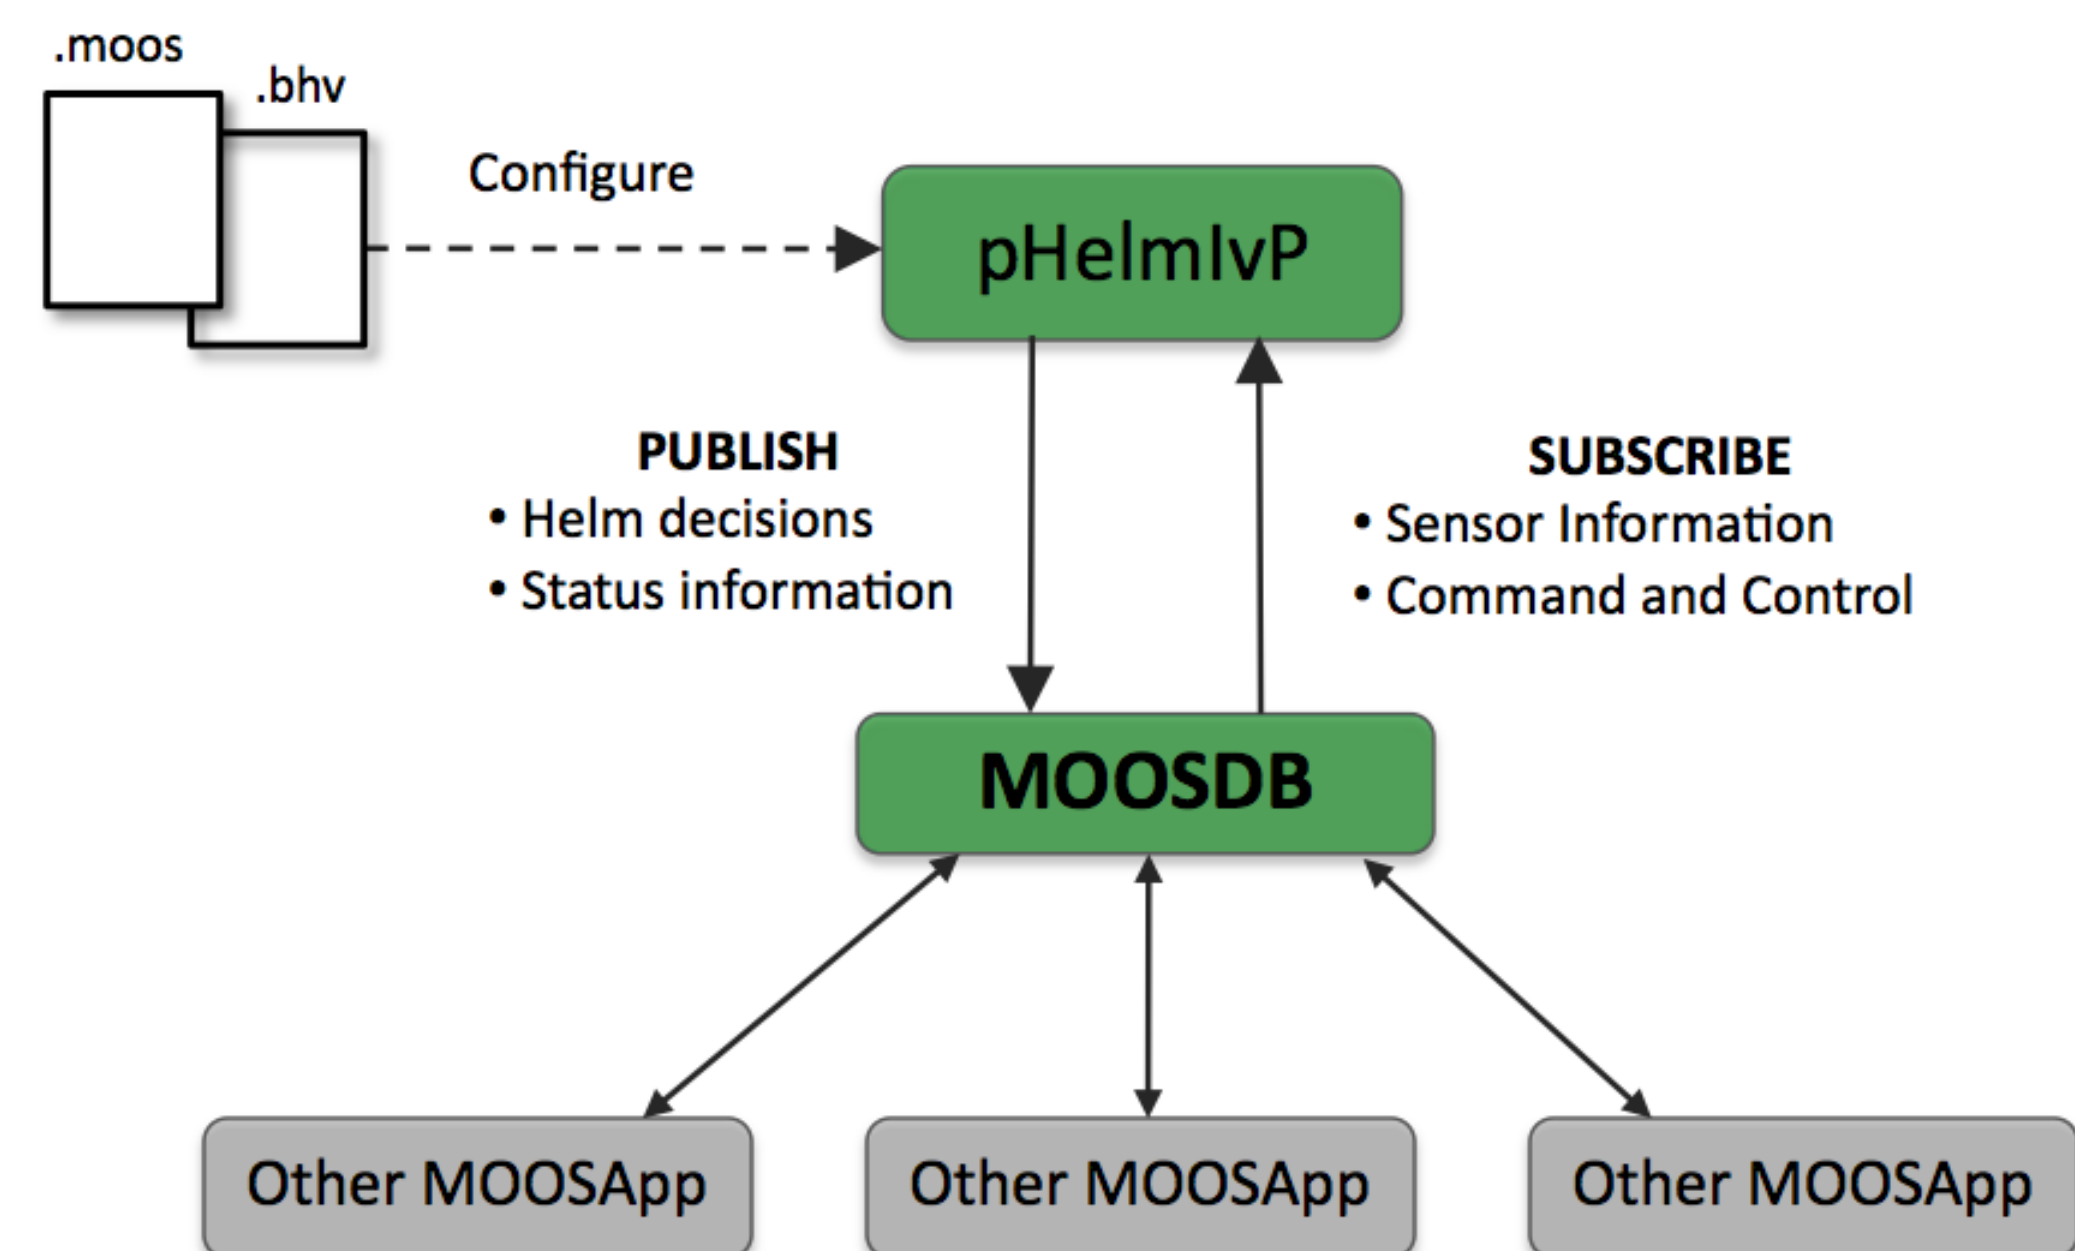 .moos
.bhv
Configure
pHelmIvP
PUBLISH
• Helm decisions
• Status information
SUBSCRIBE
• Sensor Information
• Command and Control
MOOSDB
Other MOOSApp
Other MOOSApp
Other MOOSApp